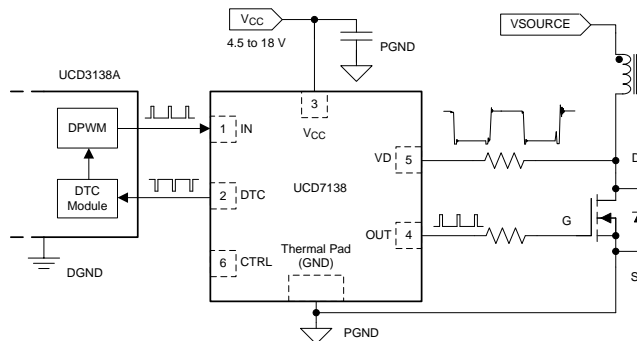 VCC
4.5 to 18 V
PGND
VSOURCE
UCD3138A
DPWM
DTC
Module
DGND
1 IN
3
VCC
2 DTC
UCD7138
VD 5
OUT 4
6 CTRL
Thermal Pad
(GND)
PGND
D
G
S